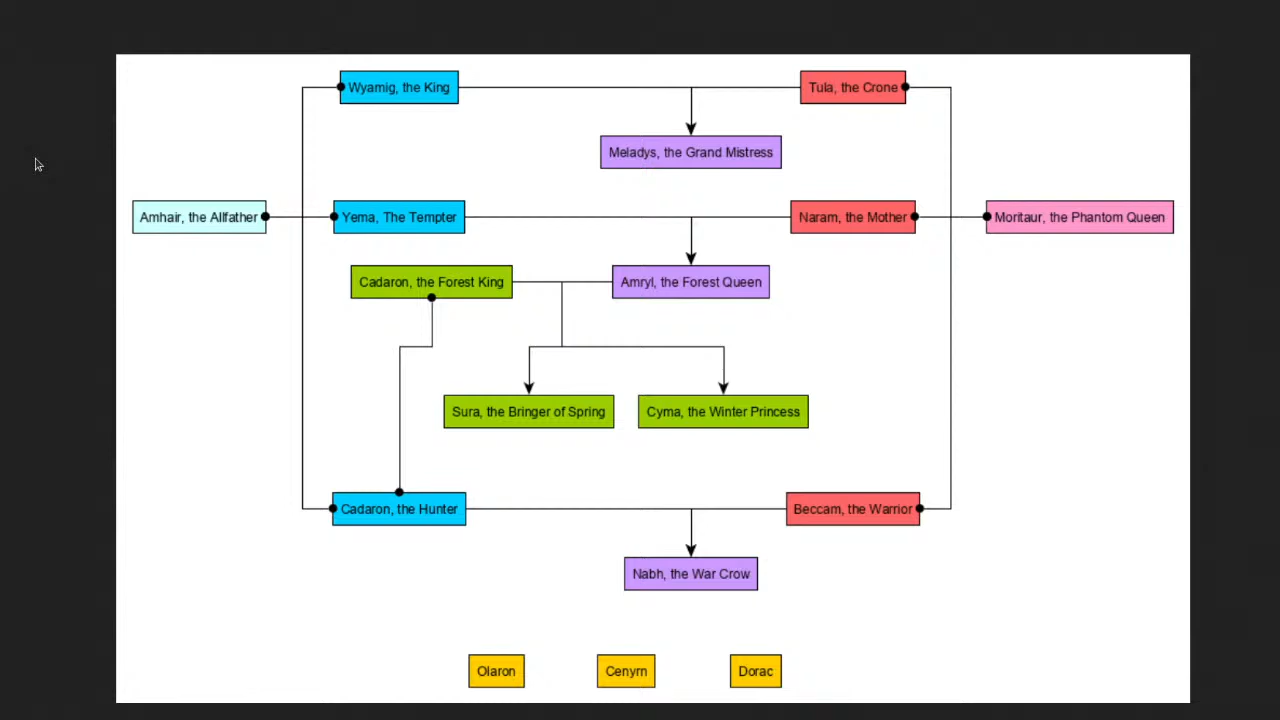 Wyamig, the King
Tula, the Crone
Meladys, the Grand Mistress
Amhair, the Allfather
Yema, The Tempter
Naram, the Mother
Moritaur, the Phantom Queen
Cadaron, the Forest King
Amryl, the Forest Queen
Sura, the Bringer of Spring
Cyma, the Winter Princess
Cadaron, the Hunter
Beccam, the Warrior
Nabh, the War Crow
Olaron
Cenyrn
Dorac